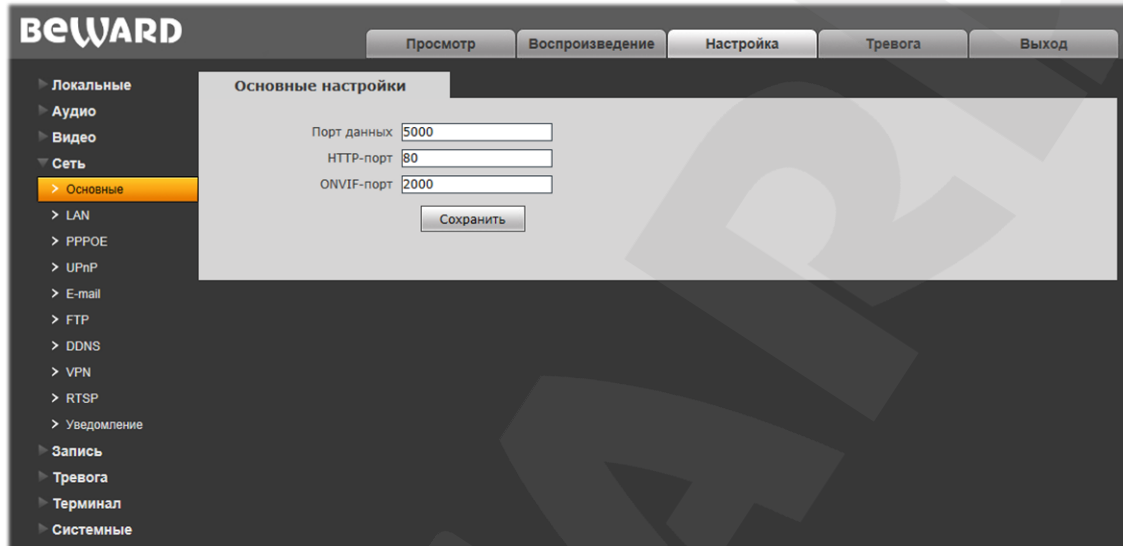 BEWARD
Просмотр
Воспроизведение
Настройка
Тревога
Выход
Локальные
Аудио
Видео
Сеть
Основные
LAN
PPPOE
UPnP
E-mail
FTP
DDNS
VPN
RTSP
Уведомление
Запись
Тревога
Терминал
Системные
Основные настройки
Порт данных 5000
HTTP-порт 80
ONVIF-порт 2000
Сохранить